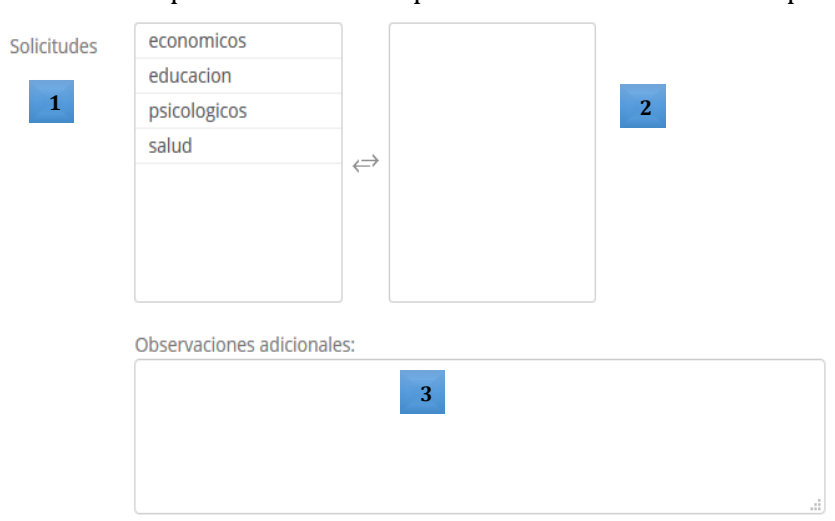 Solicitudes
economicos
educacion
psicologicos
salud
1
2
Observaciones adicionales:
3